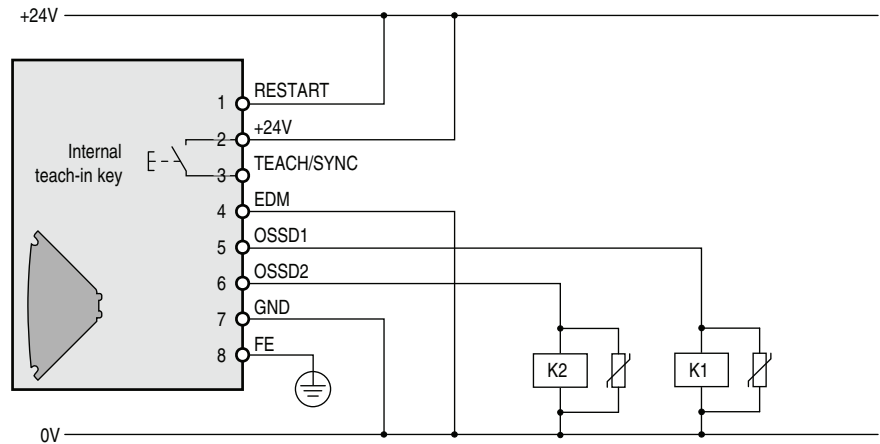 +24V
1 RESTART
2 +24V
Internal
teach-in key
3 TEACH/SYNC
4 EDM
5 OSSD1
6 OSSD2
7 GND
8 FE
K2 K1
0V